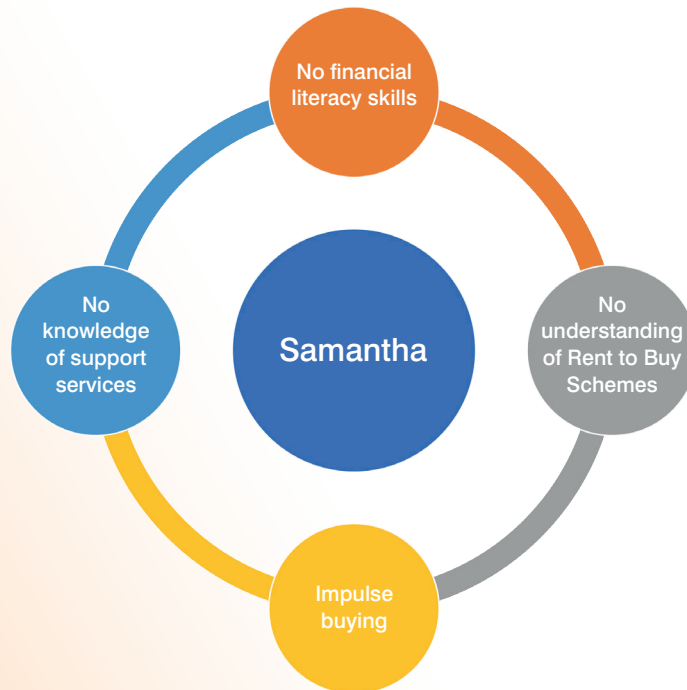 No financial
literacy skills
No
knowledge
of support
services
Samantha
No
understanding
of Rent to Buy
Schemes
Impulse
buying